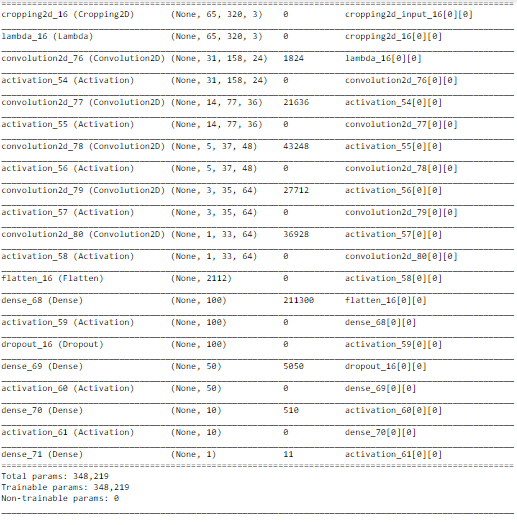 cropping2d_16 (Cropping2D) (None, 65, 320, 3) 0 cropping2d_input_16[0][0]
lambda_16 (Lambda) (None, 65, 320, 3) 0 cropping2d_16[0][0]
convolution2d_76 (Convolution2D) (None, 31, 158, 24) 1824 lambda_16[0][0]
activation_54 (Activation) (None, 31, 158, 24) 0 convolution2d_76[0][0]
convolution2d_77 (Convolution2D) (None, 14, 77, 36) 21636 activation_54[0][0]
activation_55 (Activation) (None, 14, 77, 36) 0 convolution2d_77[0][0]
convolution2d_78 (Convolution2D) (None, 5, 37, 48) 43248 activation_55[0][0]
activation_56 (Activation) (None, 5, 37, 48) 0 convolution2d_78[0][0]
convolution2d_79 (Convolution2D) (None, 3, 35, 64) 27712 activation_56[0][0]
activation_57 (Activation) (None, 3, 35, 64) 0 convolution2d_79[0][0]
convolution2d_80 (Convolution2D) (None, 1, 33, 64) 36928 activation_57[0][0]
activation_58 (Activation) (None, 1, 33, 64) 0 convolution2d_80[0][0]
flatten_16 (Flatten) (None, 2112) 0 activation_58[0][0]
dense_68 (Dense) (None, 100) 211300 flatten_16[0][0]
activation_59 (Activation) (None, 100) 0 dense_68[0][0]
dropout_16 (Dropout) (None, 100) 0 activation_59[0][0]
dense_69 (Dense) (None, 50) 5050 dropout_16[0][0]
activation_60 (Activation) (None, 50) 0 dense_69[0][0]
dense_70 (Dense) (None, 10) 510 activation_60[0][0]
activation_61 (Activation) (None, 10) 0 dense_70[0][0]
dense_71 (Dense) (None, 1) 11 activation_61[0][0]
Total params: 348,219
Trainable params: 348,219
Non-trainable params: 0